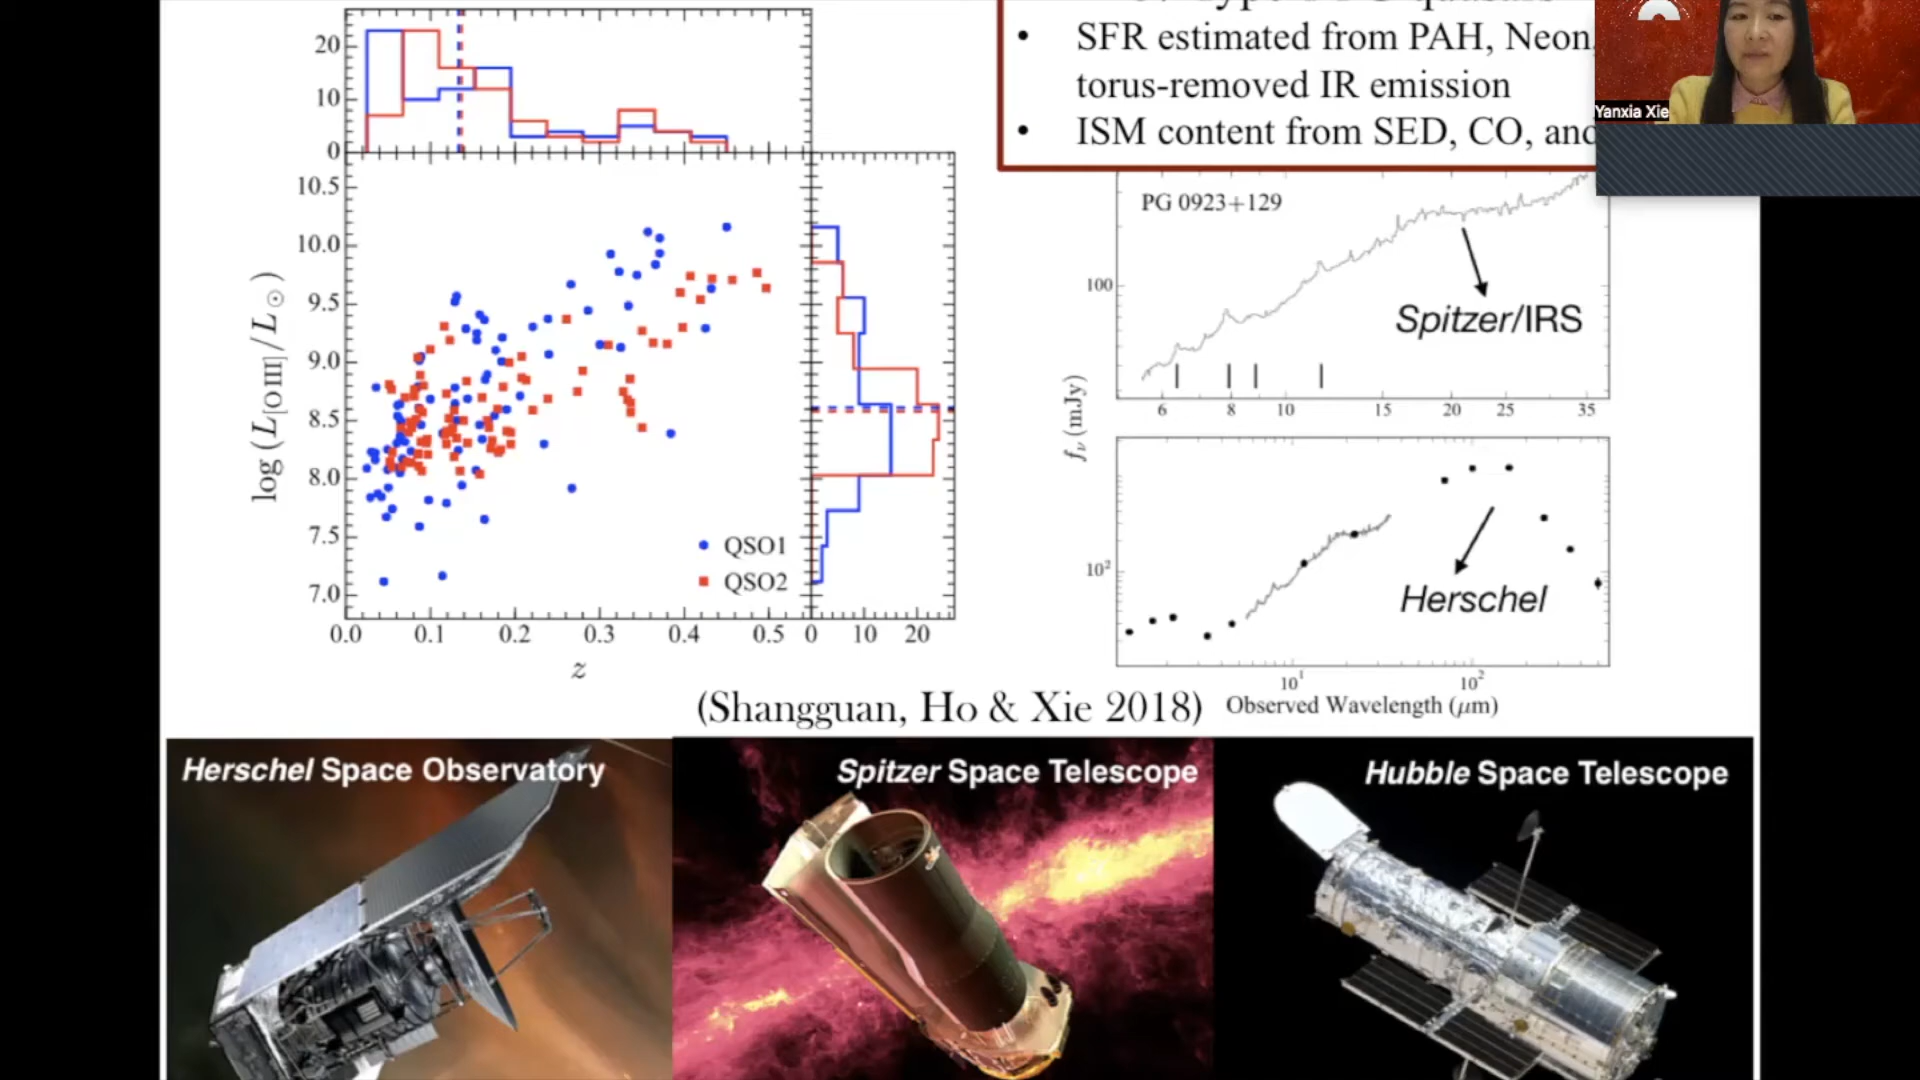 SFR estimated from PAH, Neon,
torus-removed IR emission
ISM content from SED, CO, and
Yanxia Xie
20
10
0
10.5
10.0
9.5
9.0
8.5
8.0
7.5
7.0
log (L[O III]/L⊙)
QSO1
QSO2
0.0 0.1 0.2 0.3 0.4 0.5 0 10 20
z
PG 0923+129
100
Spitzer/IRS
6 8 10 15 20 25 35
fν (mJy)
10²
Herschel
10¹ 10²
Observed Wavelength (μm)
(Shangguan, Ho & Xie 2018)
Herschel Space Observatory
Spitzer Space Telescope
Hubble Space Telescope